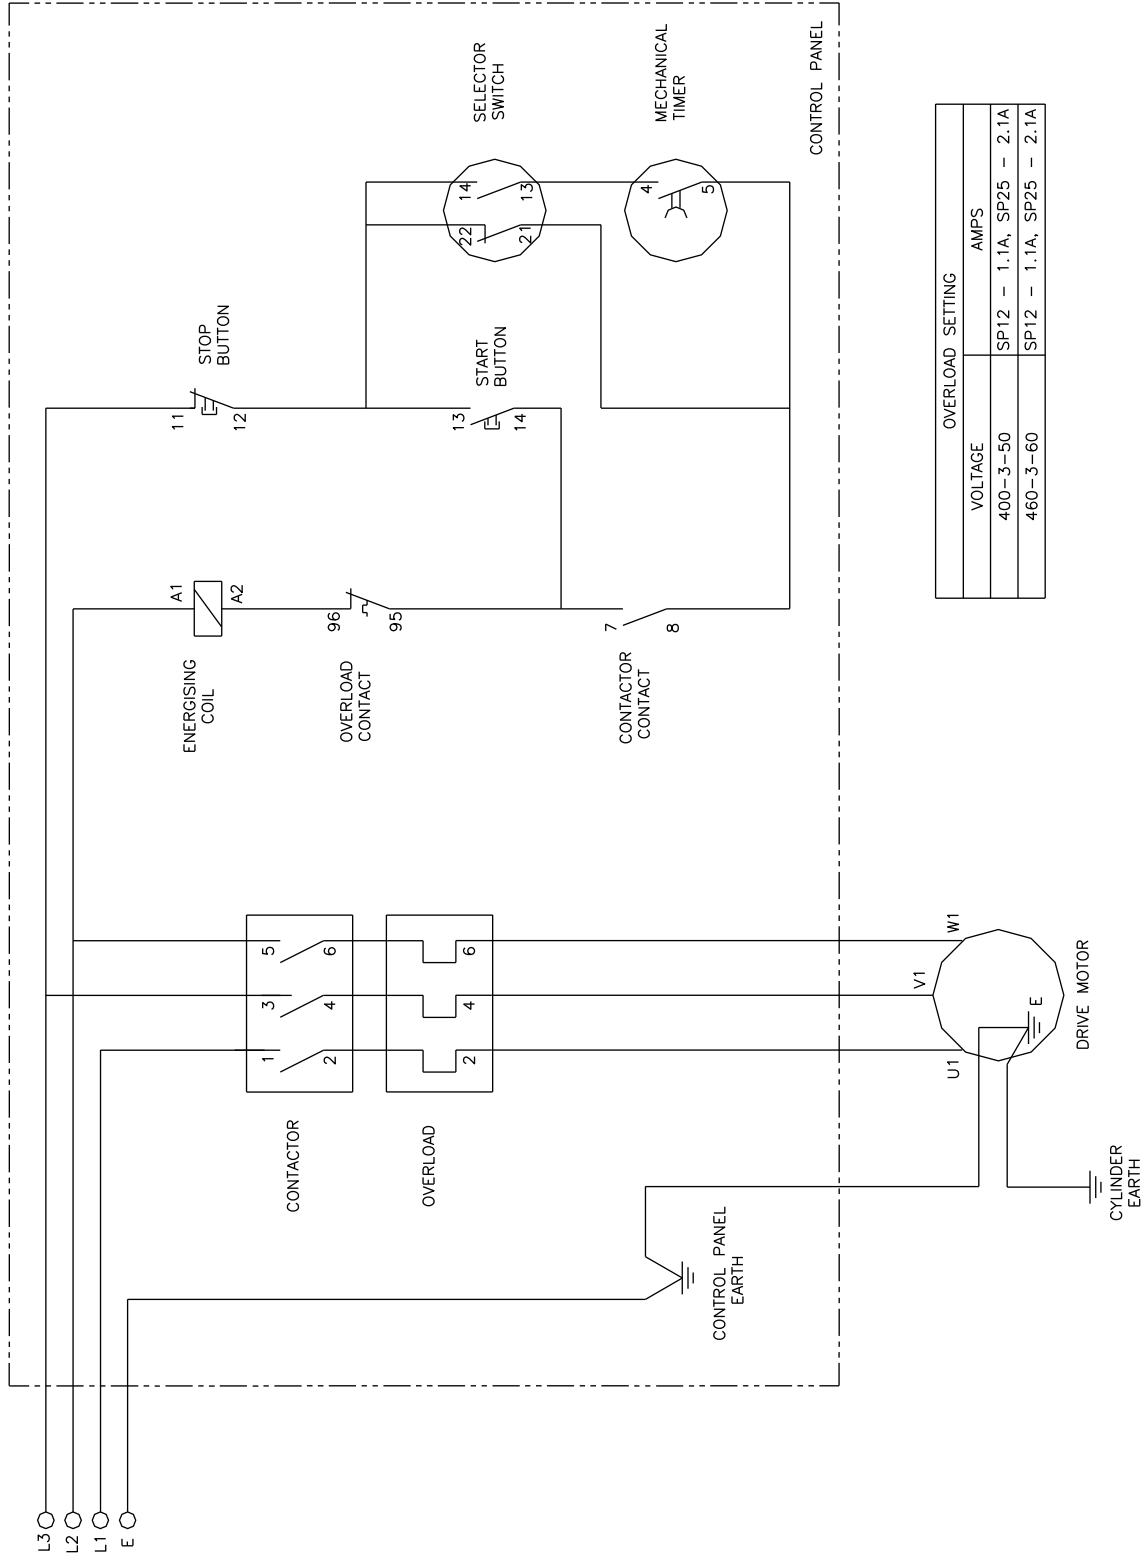 L3
L2
L1
E
CONTROL PANEL
STOP
BUTTON
11
12
START
BUTTON
13
14
SELECTOR
SWITCH
14
13
22
21
MECHANICAL
TIMER
4
5
ENERGISING
COIL
A1
A2
OVERLOAD
CONTACT
96
95
CONTACTOR
CONTACT
7
8
CONTACTOR
5
6
3
4
1
2
OVERLOAD
6
4
2
W1
V1
U1
E
DRIVE MOTOR
CONTROL PANEL
EARTH
CYLINDER
EARTH
OVERLOAD SETTING
VOLTAGE AMPS
400-3-50 SP12 - 1.1A, SP25 - 2.1A
460-3-60 SP12 - 1.1A, SP25 - 2.1A